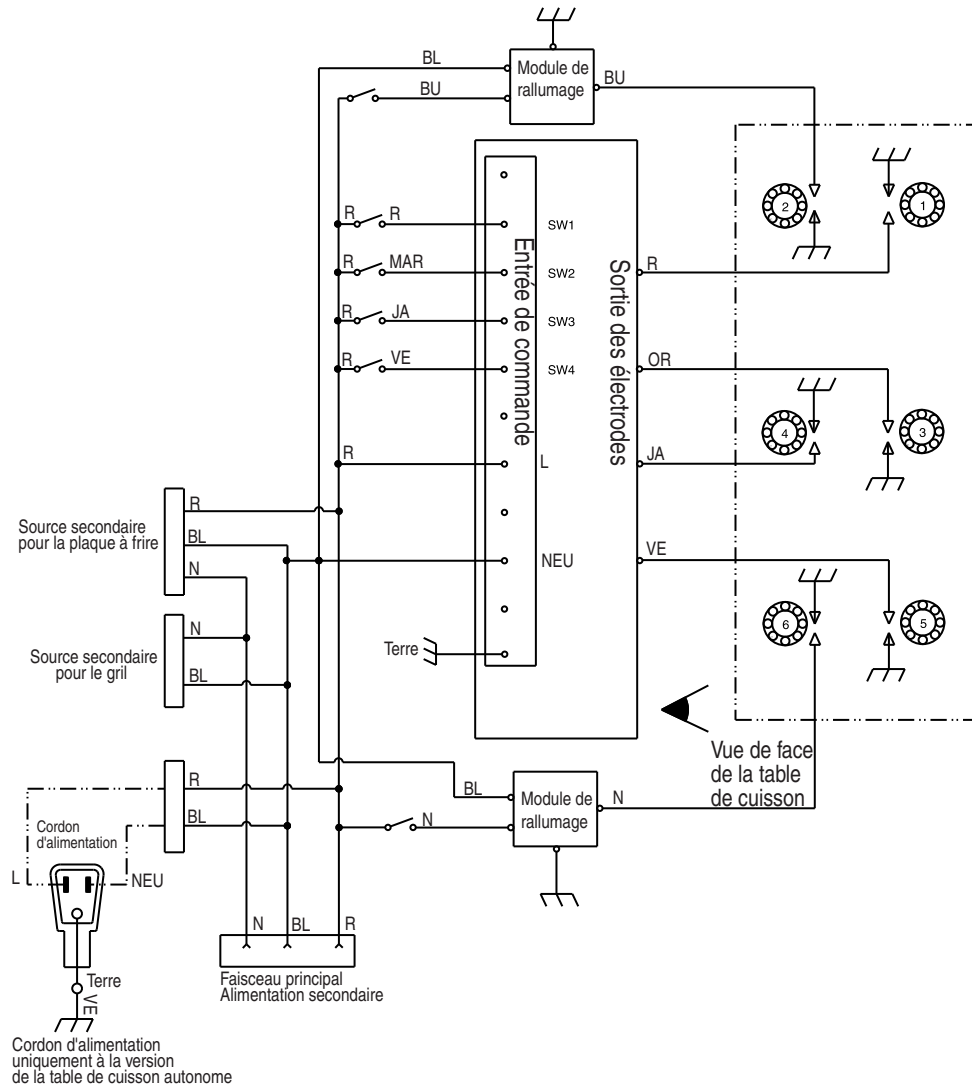 BL
Module de
rallumage
BU
BU
2
1
R
R
SW1
R
MAR
SW2
R
R
JA
SW3
R
VE
SW4
OR
Entrée de commande
Sortie des électrodes
4
3
R
L
JA
R
Source secondaire
pour la plaque à frire
BL
N
NEU
VE
N
6
5
Source secondaire
pour le gril
BL
Terre
Vue de face
de la table
de cuisson
R
BL
Module de
rallumage
N
Cordon
d'alimentation
BL
N
L
NEU
N
BL
R
Faisceau principal
Alimentation secondaire
Terre
VE
Cordon d'alimentation
uniquement à la version
de la table de cuisson autonome